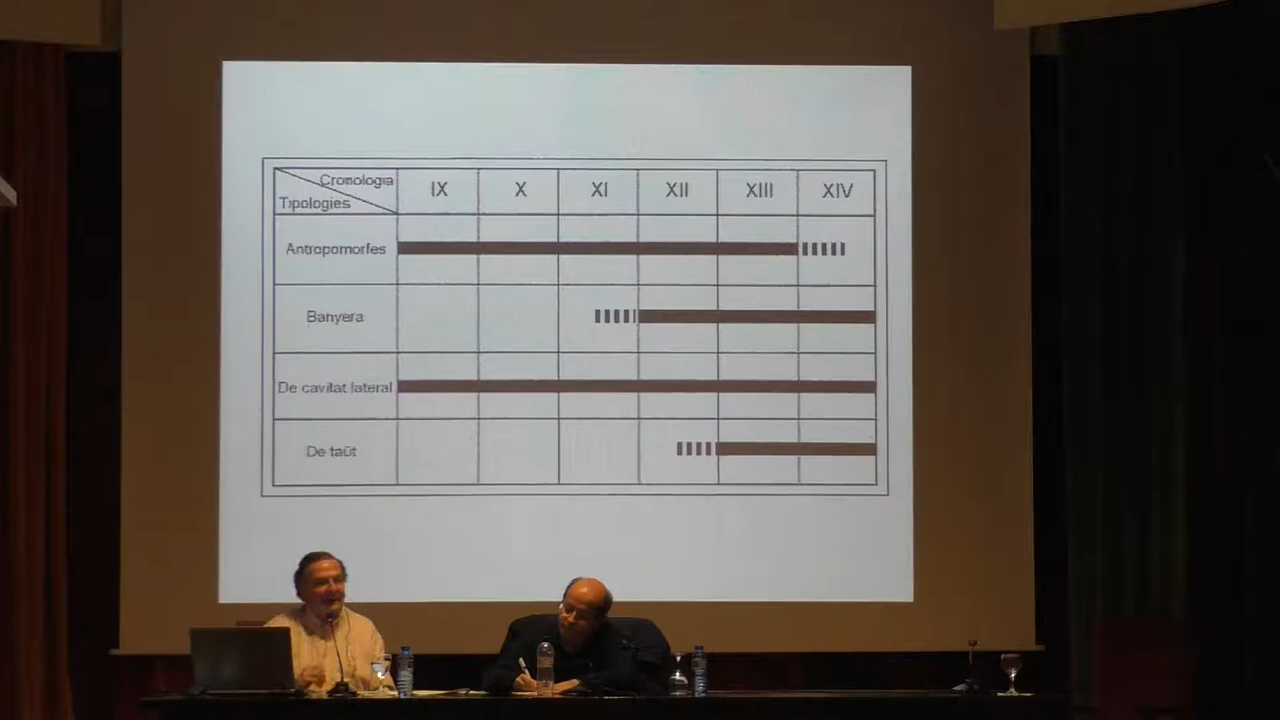 Cronologia
Tipologies
IX X XI XII XIII XIV
Antropomorfes
Banyera
De cavitat lateral
De taüt